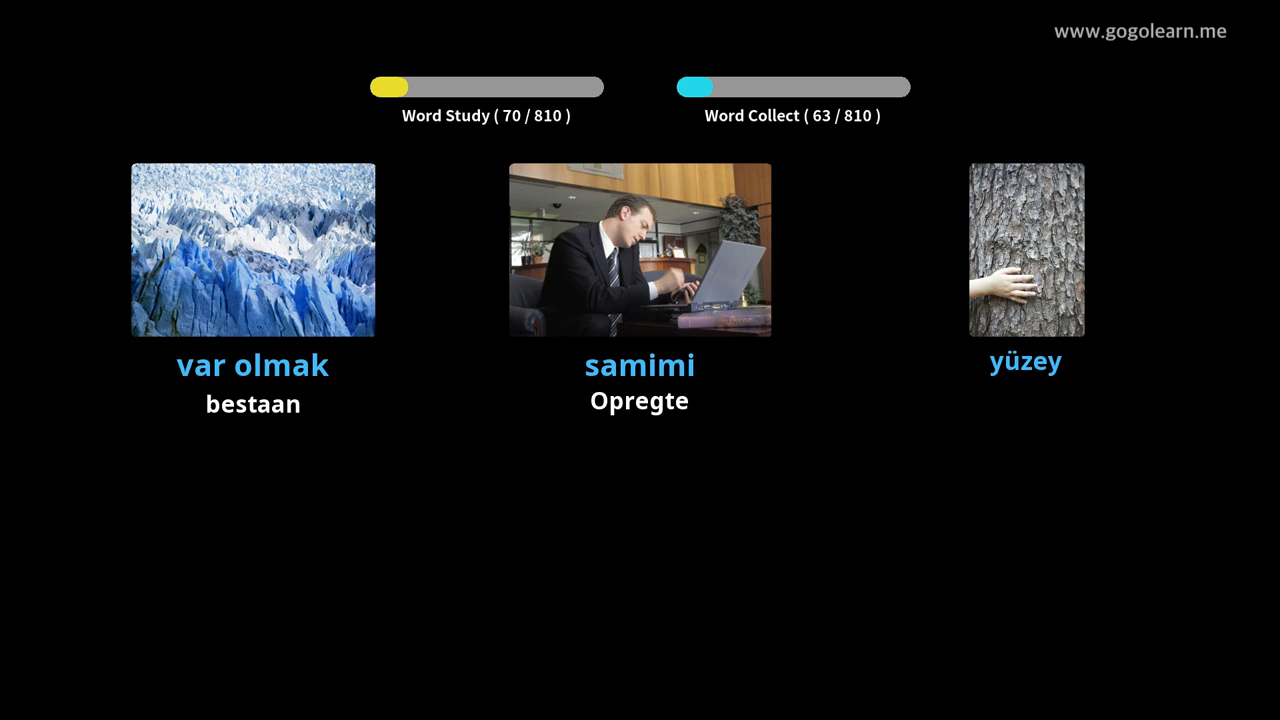 www.gogolearn.me
Word Study ( 70 / 810 )
Word Collect ( 63 / 810 )
var olmak
bestaan
samimi
Opregte
yüzey